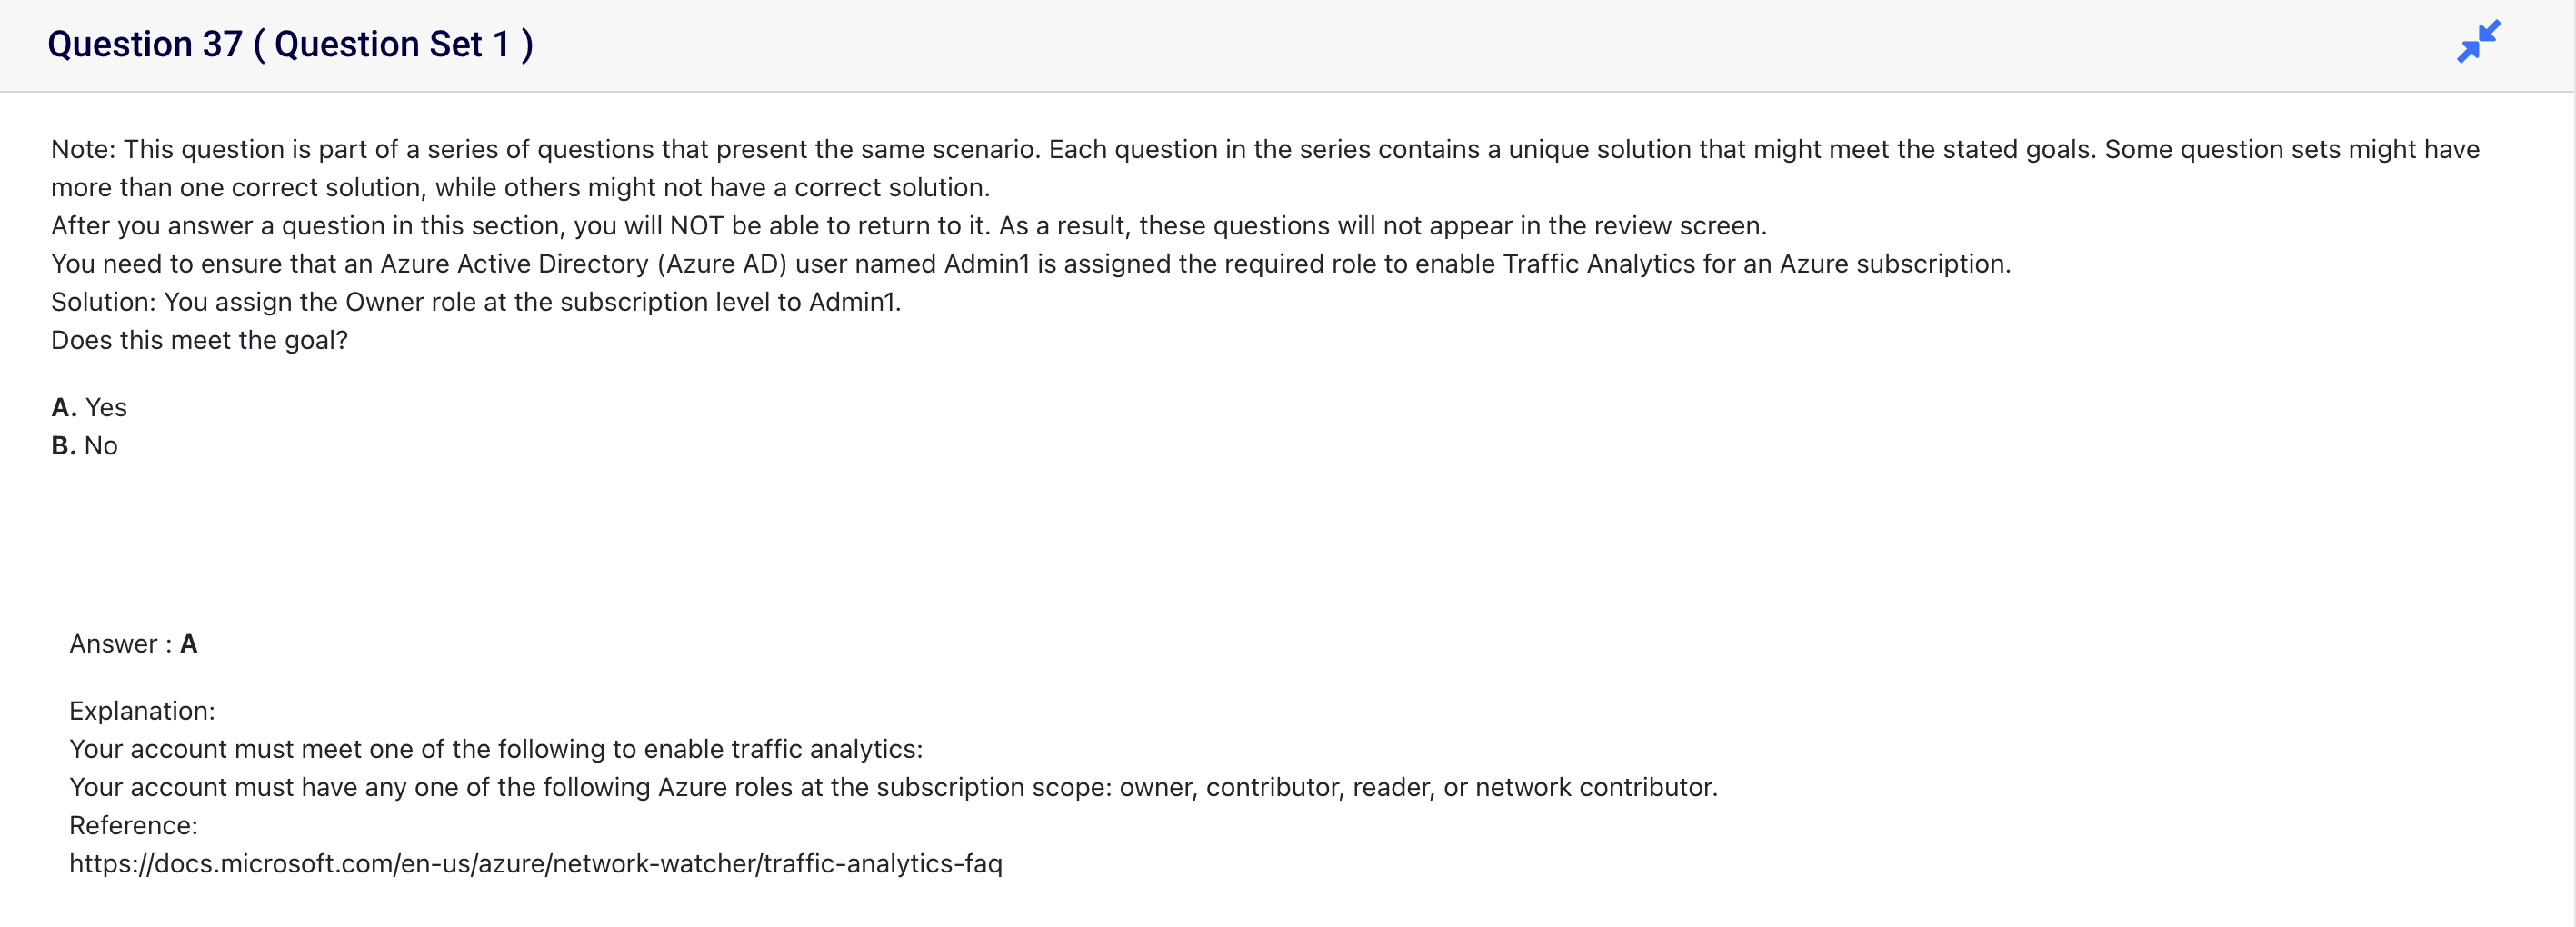 Question 37 ( Question Set 1 )
Note: This question is part of a series of questions that present the same scenario. Each question in the series contains a unique solution that might meet the stated goals. Some question sets might have
more than one correct solution, while others might not have a correct solution.
After you answer a question in this section, you will NOT be able to return to it. As a result, these questions will not appear in the review screen.
You need to ensure that an Azure Active Directory (Azure AD) user named Admin1 is assigned the required role to enable Traffic Analytics for an Azure subscription.
Solution: You assign the Owner role at the subscription level to Admin1.
Does this meet the goal?
A. Yes
B. No
Answer : A
Explanation:
Your account must meet one of the following to enable traffic analytics:
Your account must have any one of the following Azure roles at the subscription scope: owner, contributor, reader, or network contributor.
Reference:
https://docs.microsoft.com/en-us/azure/network-watcher/traffic-analytics-faq